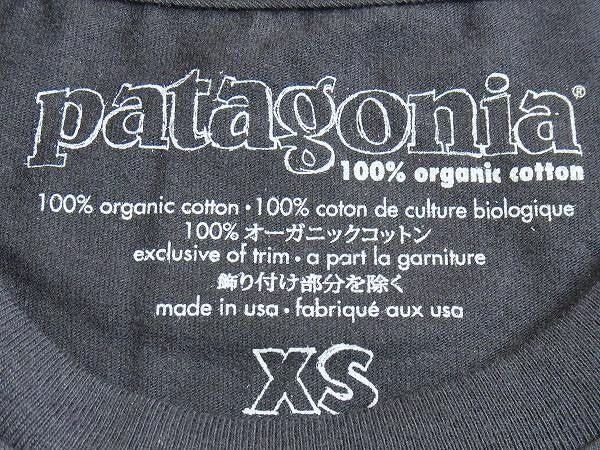 patagonia®
100% organic cotton
100% organic cotton • 100% coton de culture biologique
100% オーガニックコットン
exclusive of trim • a part la garniture
飾り付け部分を除く
made in usa • fabriqué aux usa
XS